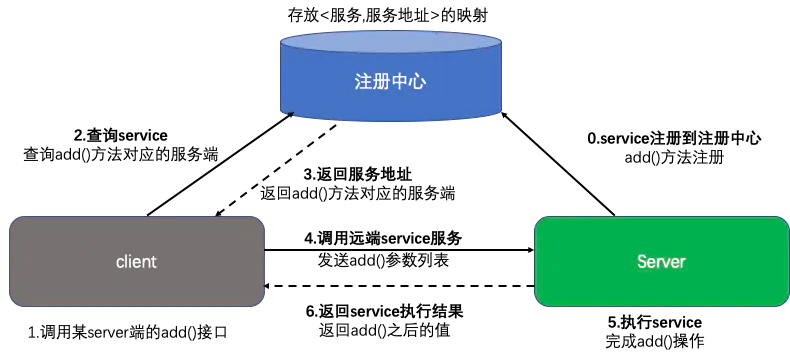 存放<服务,服务地址>的映射
注册中心
2.查询service
查询add()方法对应的服务端
0.service注册到注册中心
add()方法注册
3.返回服务地址
返回add()方法对应的服务端
client
4.调用远端service服务
发送add()参数列表
Server
6.返回service执行结果
返回add()之后的值
1.调用某server端的add()接口
5.执行service
完成add()操作